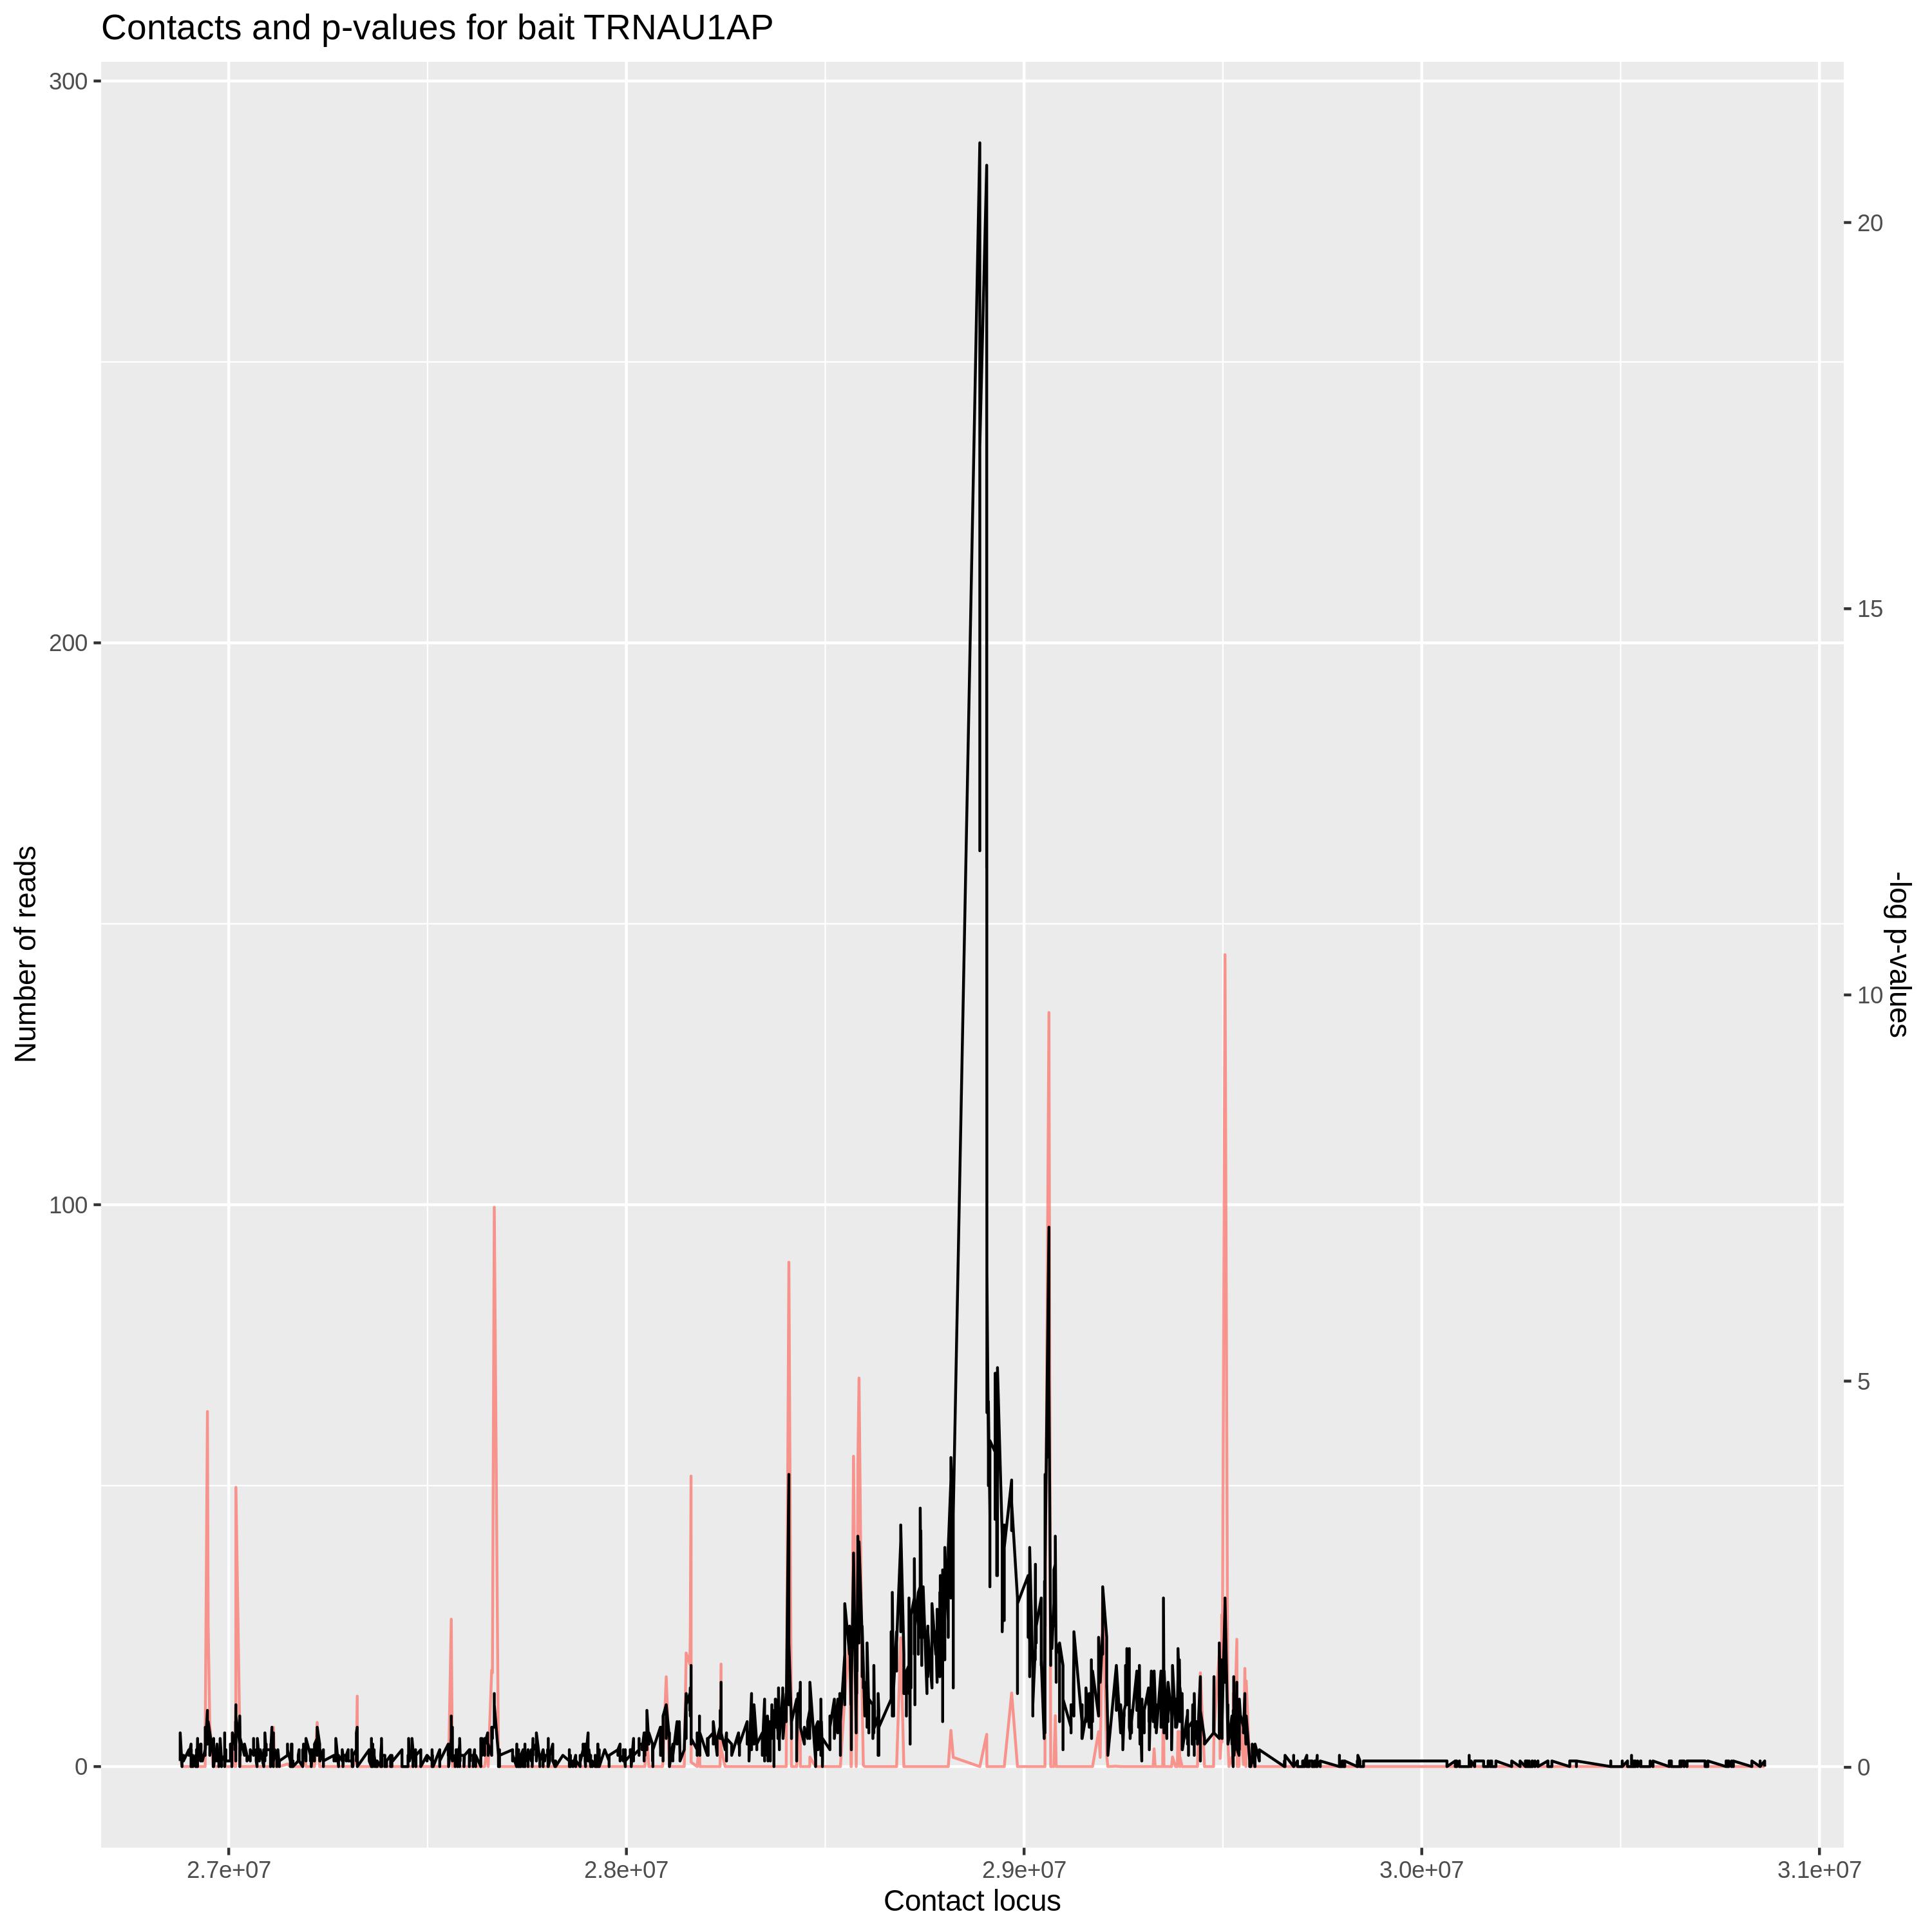 Contacts and p-values for bait TRNAU1AP
300
200
100
0
Number of reads
20
15
10
5
0
-log p-values
2.7e+07
2.8e+07
2.9e+07
3.0e+07
3.1e+07
Contact locus